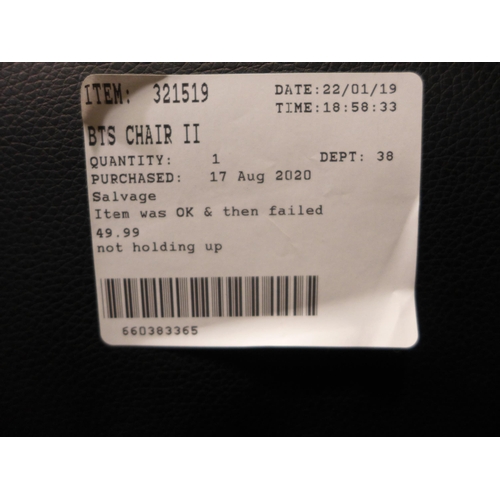 ITEM: 321519 DATE:22/01/19
TIME:18:58:33
BTS CHAIR II
QUANTITY: 1 DEPT: 38
PURCHASED: 17 Aug 2020
Salvage
Item was OK & then failed
49.99
not holding up
660383365